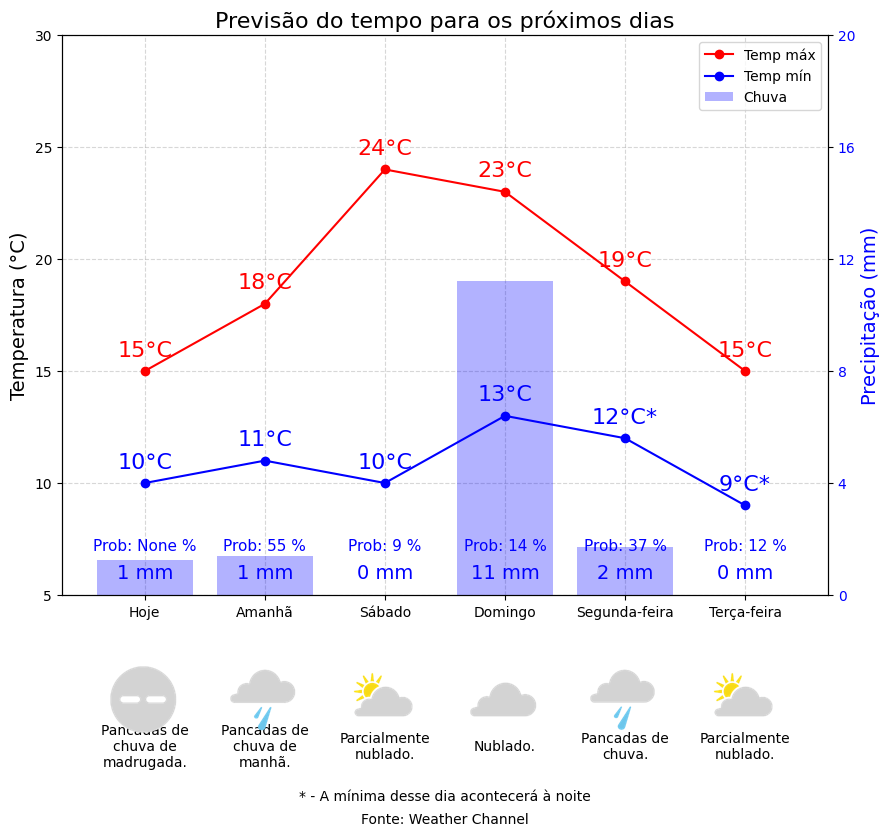 Previsão do tempo para os próximos dias
30
25
20
15
10
5
Temperatura (°C)
20
16
12
8
4
0
Precipitação (mm)
Temp máx
Temp mín
Chuva
15°C
18°C
24°C
23°C
19°C
15°C
10°C
11°C
10°C
13°C
12°C*
9°C*
Prob: None %
Prob: 55 %
Prob: 9 %
Prob: 14 %
Prob: 37 %
Prob: 12 %
1 mm
1 mm
0 mm
11 mm
2 mm
0 mm
Hoje
Amanhã
Sábado
Domingo
Segunda-feira
Terça-feira
Pancadas de
chuva de
madrugada.
Pancadas de
chuva de
manhã.
Parcialmente
nublado.
Nublado.
Pancadas de
chuva.
Parcialmente
nublado.
* - A mínima desse dia acontecerá à noite
Fonte: Weather Channel